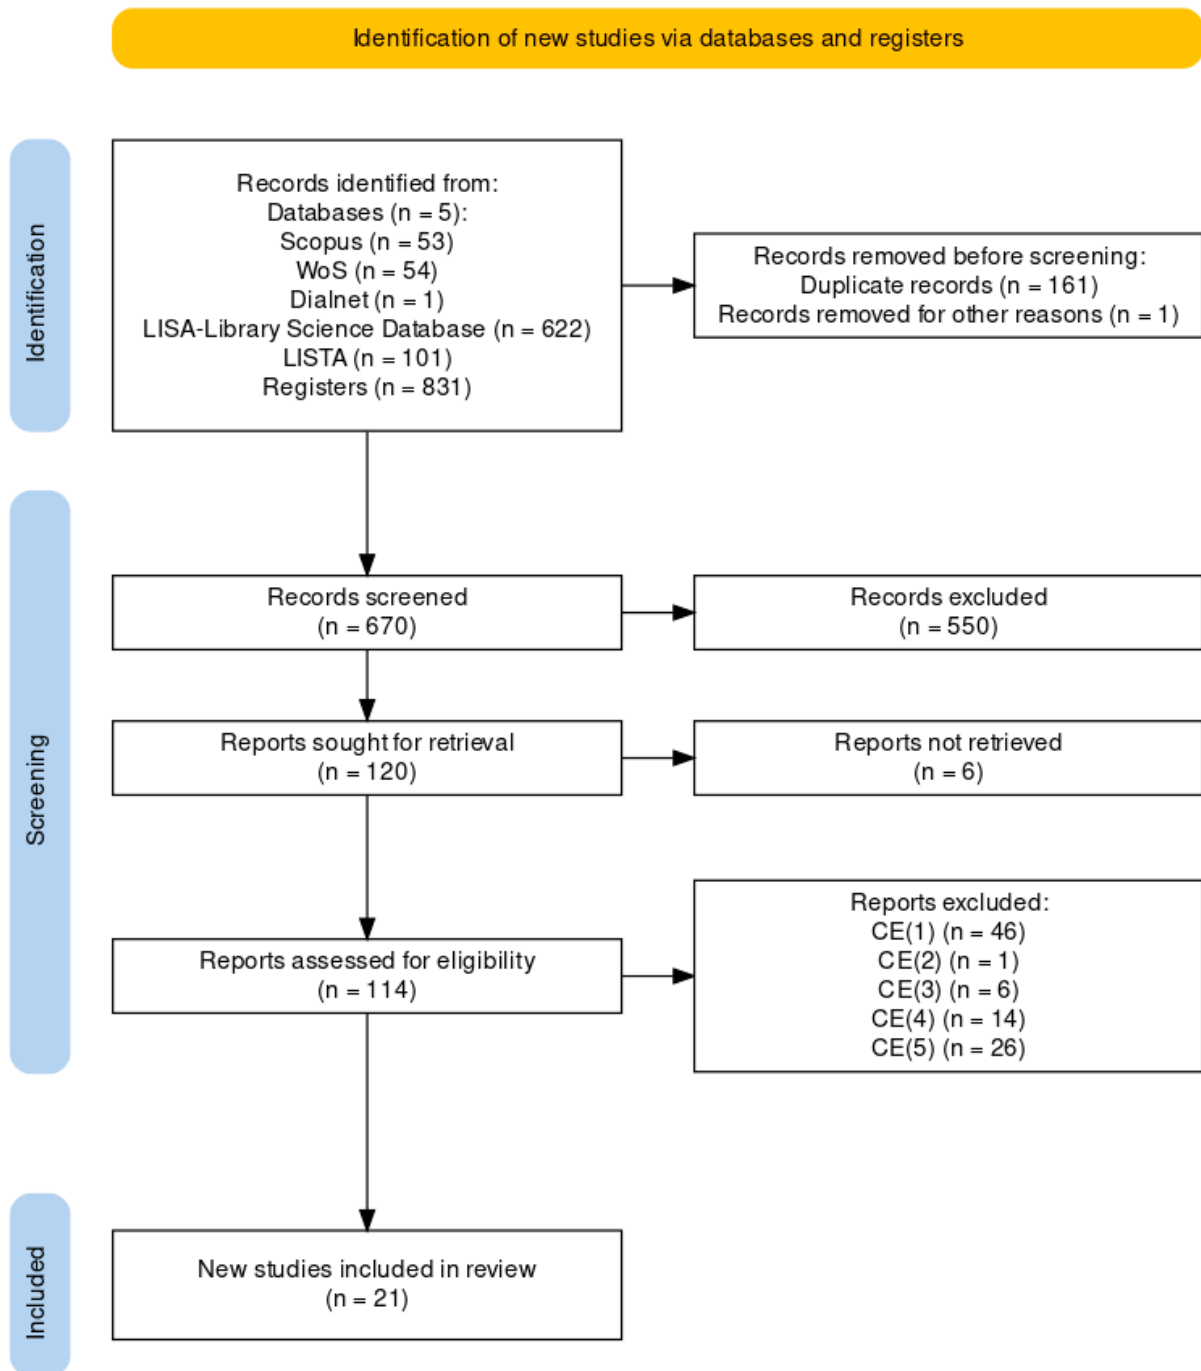 Identification of new studies via databases and registers
Identification
Records identified from:
Databases (n = 5):
Scopus (n = 53)
WoS (n = 54)
Dialnet (n = 1)
LISA-Library Science Database (n = 622)
LISTA (n = 101)
Registers (n = 831)
Records removed before screening:
Duplicate records (n = 161)
Records removed for other reasons (n = 1)
Screening
Records screened
(n = 670)
Records excluded
(n = 550)
Reports sought for retrieval
(n = 120)
Reports not retrieved
(n = 6)
Reports assessed for eligibility
(n = 114)
Reports excluded:
CE(1) (n = 46)
CE(2) (n = 1)
CE(3) (n = 6)
CE(4) (n = 14)
CE(5) (n = 26)
Included
New studies included in review
(n = 21)